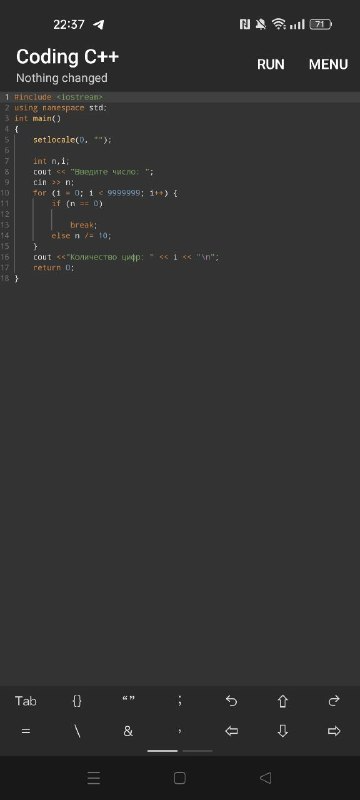 22:37
71
Coding C++
Nothing changed
RUN
MENU
1 #include <iostream>
2 using namespace std;
3 int main()
4 {
5 setlocale(0, "");
6
7 int n,i;
8 cout << "Введите число: ";
9 cin >> n;
10 for (i = 0; i < 9999999; i++) {
11 if (n == 0)
12
13 break;
14 else n /= 10;
15 }
16 cout <<"Количество цифр: " << i << "\n";
17 return 0;
18 }
Tab {} “” ;
= \ & ,